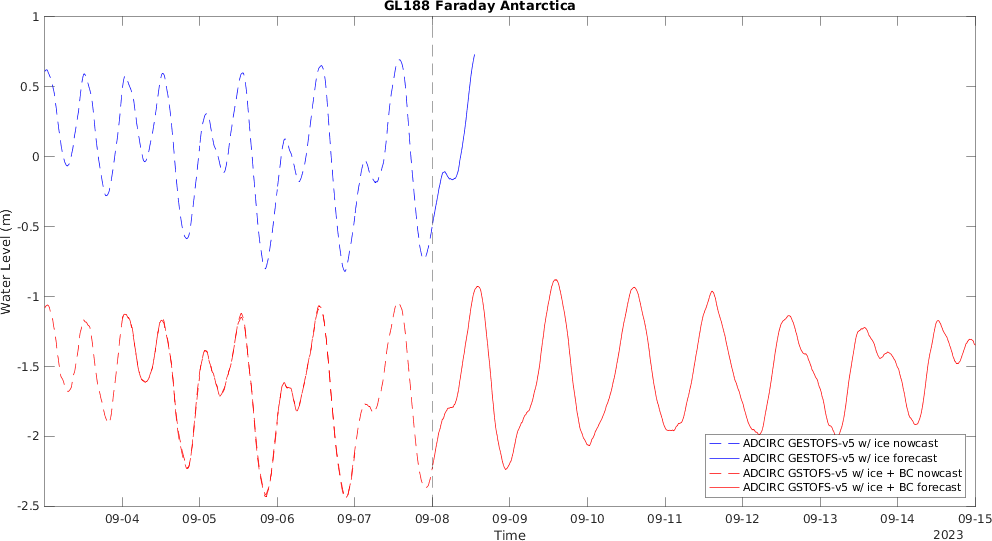 GL188 Faraday Antarctica
1
0.5
0
-0.5
-1
-1.5
-2
-2.5
Water Level (m)
09-04 09-05 09-06 09-07 09-08 09-09 09-10 09-11 09-12 09-13 09-14 09-15
Time
2023
ADCIRC GESTOFS-v5 w/ ice nowcast
ADCIRC GESTOFS-v5 w/ ice forecast
ADCIRC GSTOFS-v5 w/ ice + BC nowcast
ADCIRC GSTOFS-v5 w/ ice + BC forecast